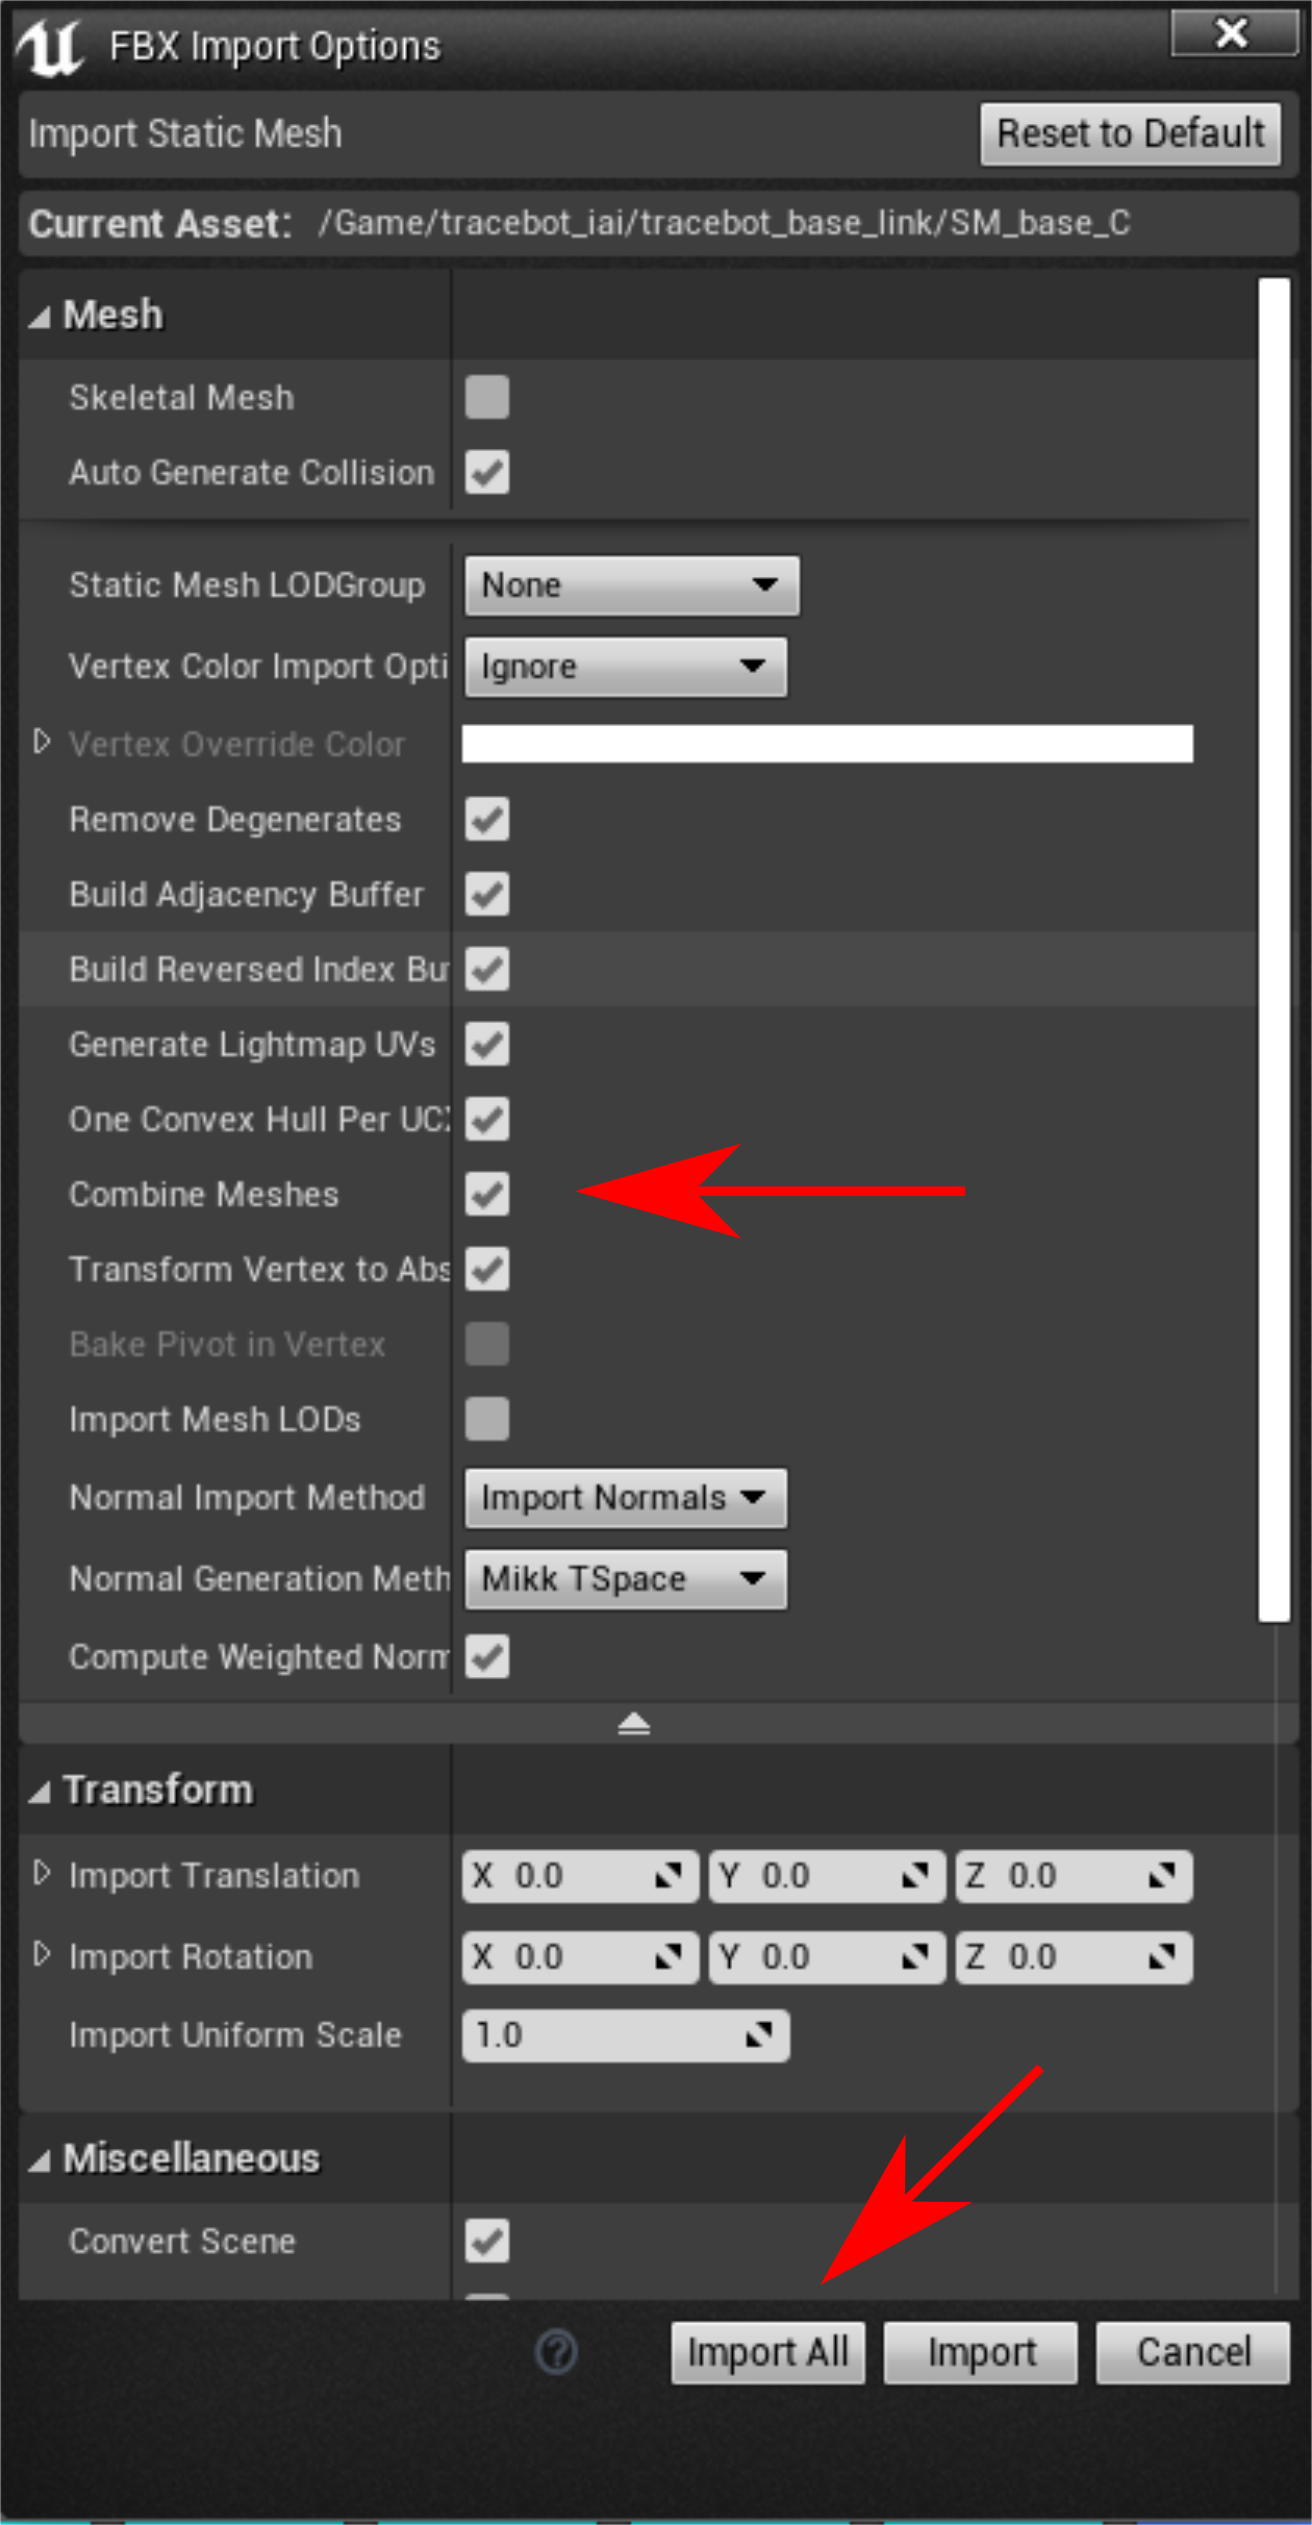 FBX Import Options
Import Static Mesh
Reset to Default
Current Asset: /Game/tracebot_iai/tracebot_base_link/SM_base_C
Mesh
Skeletal Mesh
Auto Generate Collision
Static Mesh LODGroup None
Vertex Color Import Opti Ignore
Vertex Override Color
Remove Degenerates
Build Adjacency Buffer
Build Reversed Index Buf
Generate Lightmap UVs
One Convex Hull Per UCX
Combine Meshes
Transform Vertex to Abs
Bake Pivot in Vertex
Import Mesh LODs
Normal Import Method Import Normals
Normal Generation Meth Mikk TSpace
Compute Weighted Norm
Transform
Import Translation X 0.0 Y 0.0 Z 0.0
Import Rotation X 0.0 Y 0.0 Z 0.0
Import Uniform Scale 1.0
Miscellaneous
Convert Scene
? Import All Import Cancel